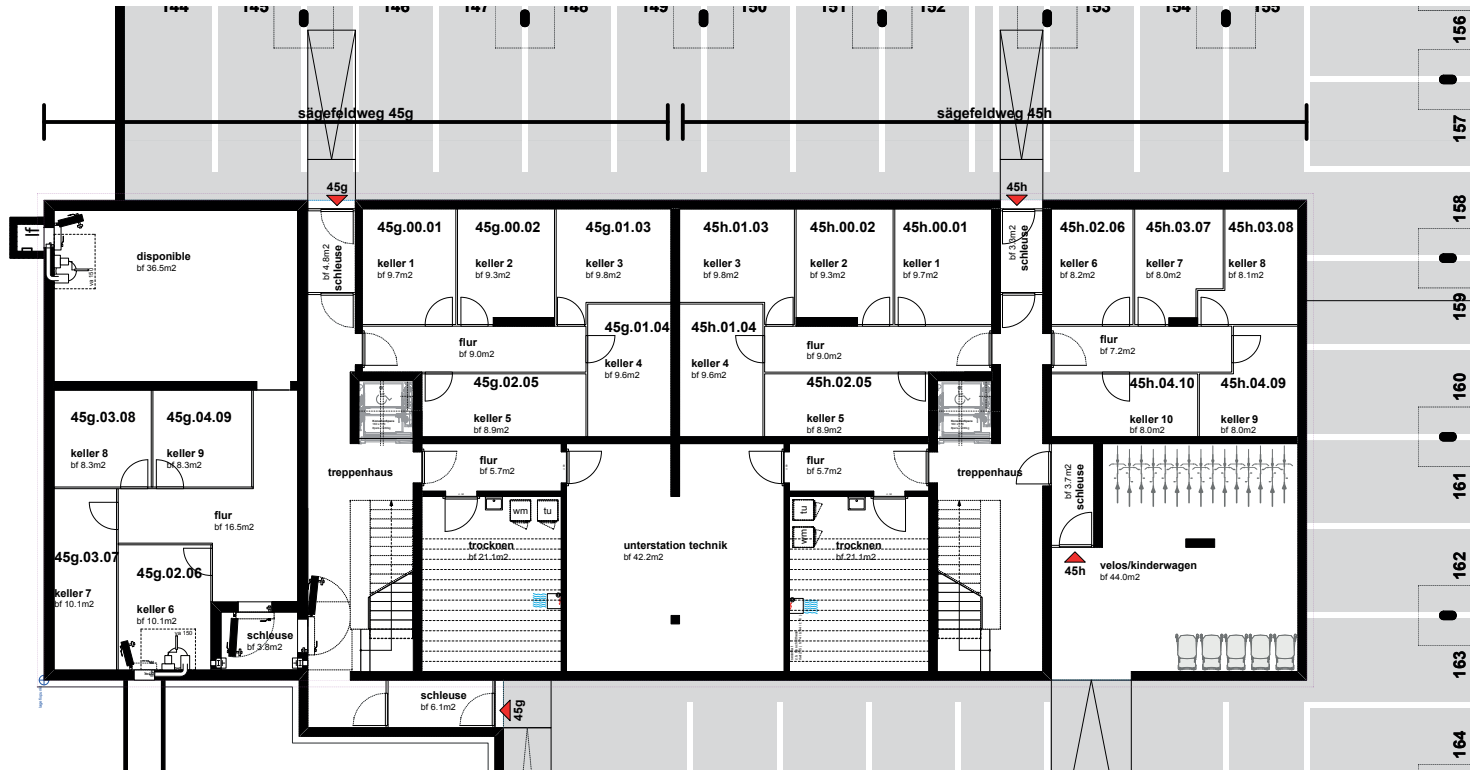 144
145
146
147
148
149
150
151
152
153
154
155
156
157
158
159
160
161
162
163
164
sägefeldweg 45g
sägefeldweg 45h
45g
45h
lf
disponible
bf 36.5m2
va 150
bf 4.8m2
schleuse
45g.00.01
keller 1
bf 9.7m2
45g.00.02
keller 2
bf 9.3m2
45g.01.03
keller 3
bf 9.8m2
45h.01.03
keller 3
bf 9.8m2
45h.00.02
keller 2
bf 9.3m2
45h.00.01
keller 1
bf 9.7m2
schleuse
45h.02.06
keller 6
bf 8.2m2
45h.03.07
keller 7
bf 8.0m2
45h.03.08
keller 8
bf 8.1m2
flur
bf 9.0m2
45g.01.04
keller 4
bf 9.6m2
45h.01.04
keller 4
bf 9.6m2
flur
bf 9.0m2
flur
bf 7.2m2
45g.02.05
keller 5
bf 8.9m2
45h.02.05
keller 5
bf 8.9m2
45h.04.10
keller 10
bf 8.0m2
45h.04.09
keller 9
bf 8.0m2
45g.03.08
keller 8
bf 8.3m2
45g.04.09
keller 9
bf 8.3m2
treppenhaus
flur
bf 5.7m2
flur
bf 5.7m2
treppenhaus
bf 3.7m2
schleuse
flur
bf 16.5m2
wm
tu
tu
wm
trocknen
bf 21.1m2
unterstation technik
bf 42.2m2
trocknen
bf 21.1m2
45h
velos/kinderwagen
bf 44.0m2
45g.03.07
keller 7
bf 10.1m2
45g.02.06
keller 6
bf 10.1m2
va 150
schleuse
bf 3.8m2
schleuse
bf 6.1m2
45g